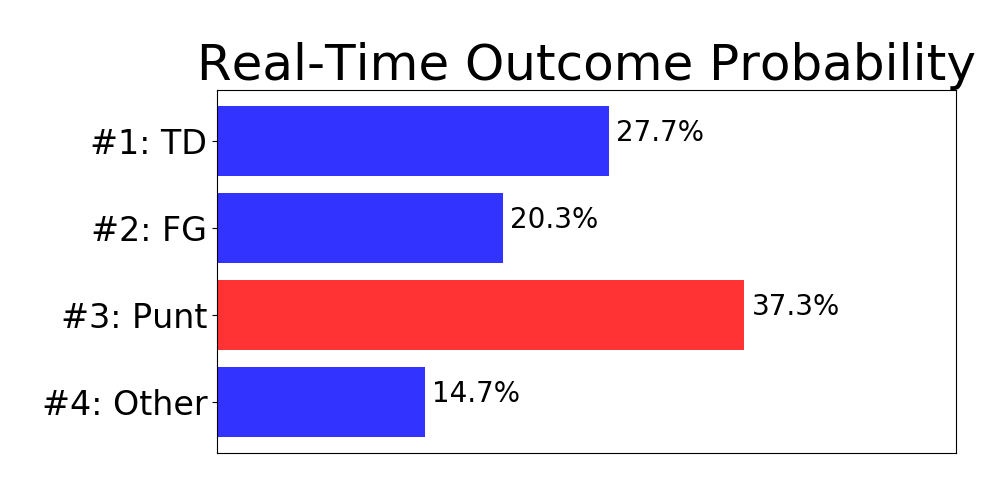 Real-Time Outcome Probability
#1: TD 27.7%
#2: FG 20.3%
#3: Punt 37.3%
#4: Other 14.7%